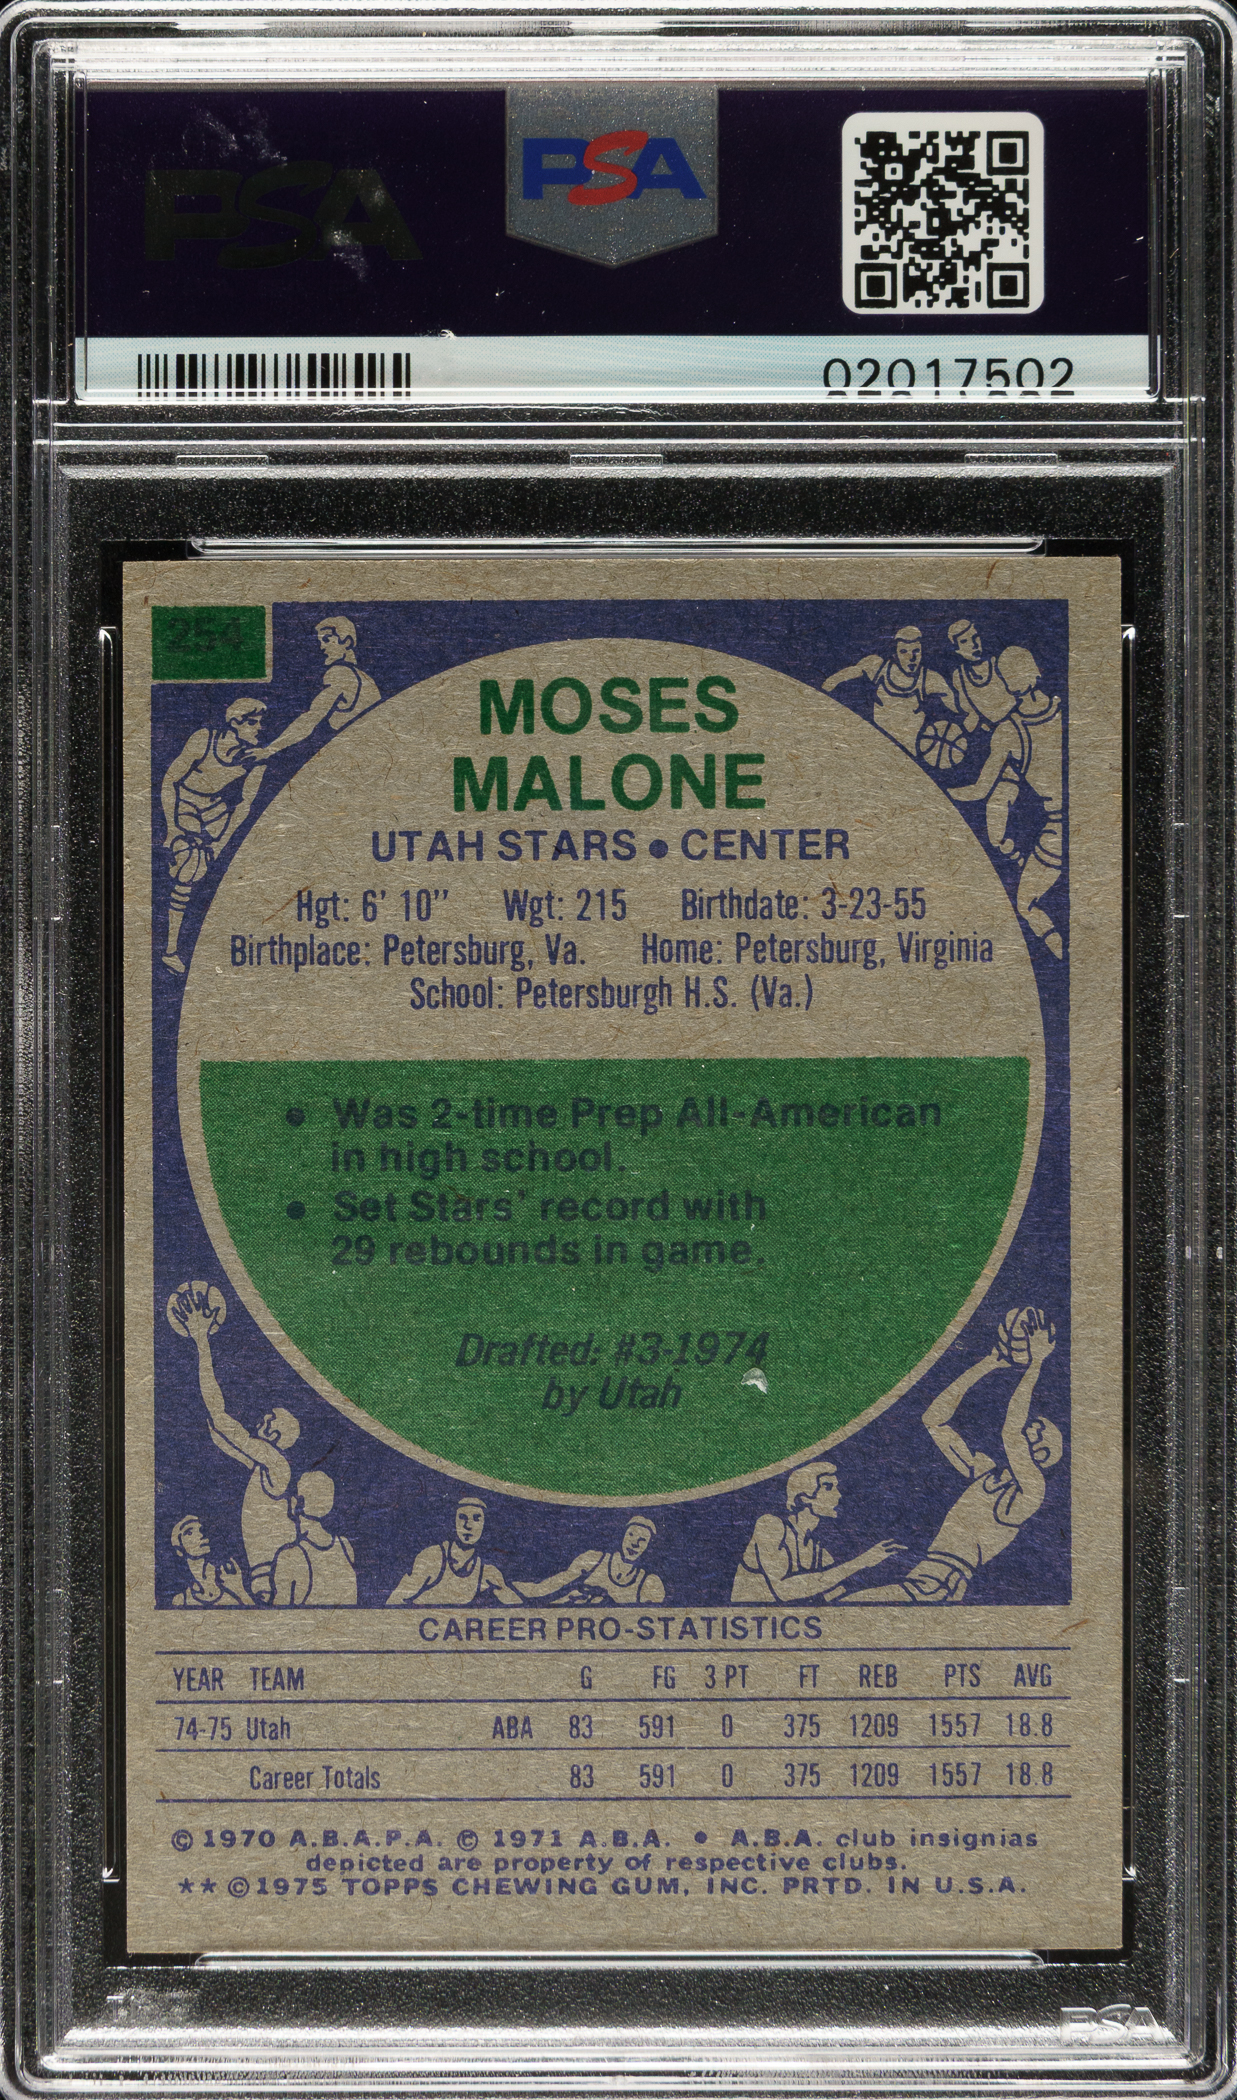 PSA
PSA
02017502
254
MOSES
MALONE
UTAH STARS • CENTER
Hgt: 6' 10" Wgt: 215 Birthdate: 3-23-55
Birthplace: Petersburg, Va. Home: Petersburg, Virginia
School: Petersburgh H.S. (Va.)
• Was 2-time Prep All-American
in high school.
• Set Stars' record with
29 rebounds in game.
Drafted: #3-1974
by Utah
CAREER PRO-STATISTICS
YEAR TEAM G FG 3 PT FT REB PTS AVG
74-75 Utah ABA 83 591 0 375 1209 1557 18.8
Career Totals 83 591 0 375 1209 1557 18.8
© 1970 A.B.A.P.A. © 1971 A.B.A. • A.B.A. club insignias
depicted are property of respective clubs.
★★ ©1975 TOPPS CHEWING GUM, INC. PRTD. IN U.S.A.
PSA